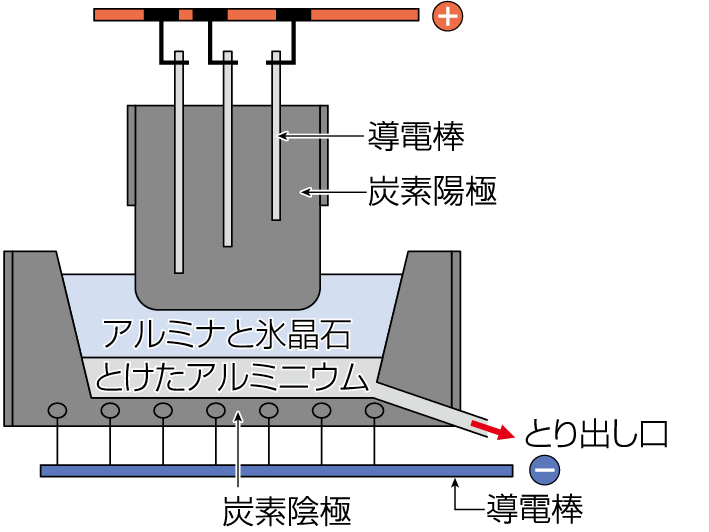 +
導電棒
炭素陽極
アルミナと氷晶石
とけたアルミニウム
とり出し口
−
炭素陰極
導電棒